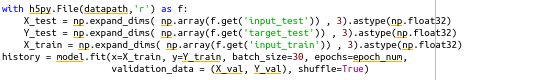 with h5py.File(datapath,'r') as f:
    X_test = np.expand_dims( np.array(f.get('input_test')) , 3).astype(np.float32)
    Y_test = np.expand_dims( np.array(f.get('target_test')) , 3).astype(np.float32)
    X_train = np.expand_dims( np.array(f.get('input_train')) , 3).astype(np.float32)
history = model.fit(x=X_train, y=Y_train, batch_size=30, epochs=epoch_num,
                    validation_data = (X_val, Y_val), shuffle=True)